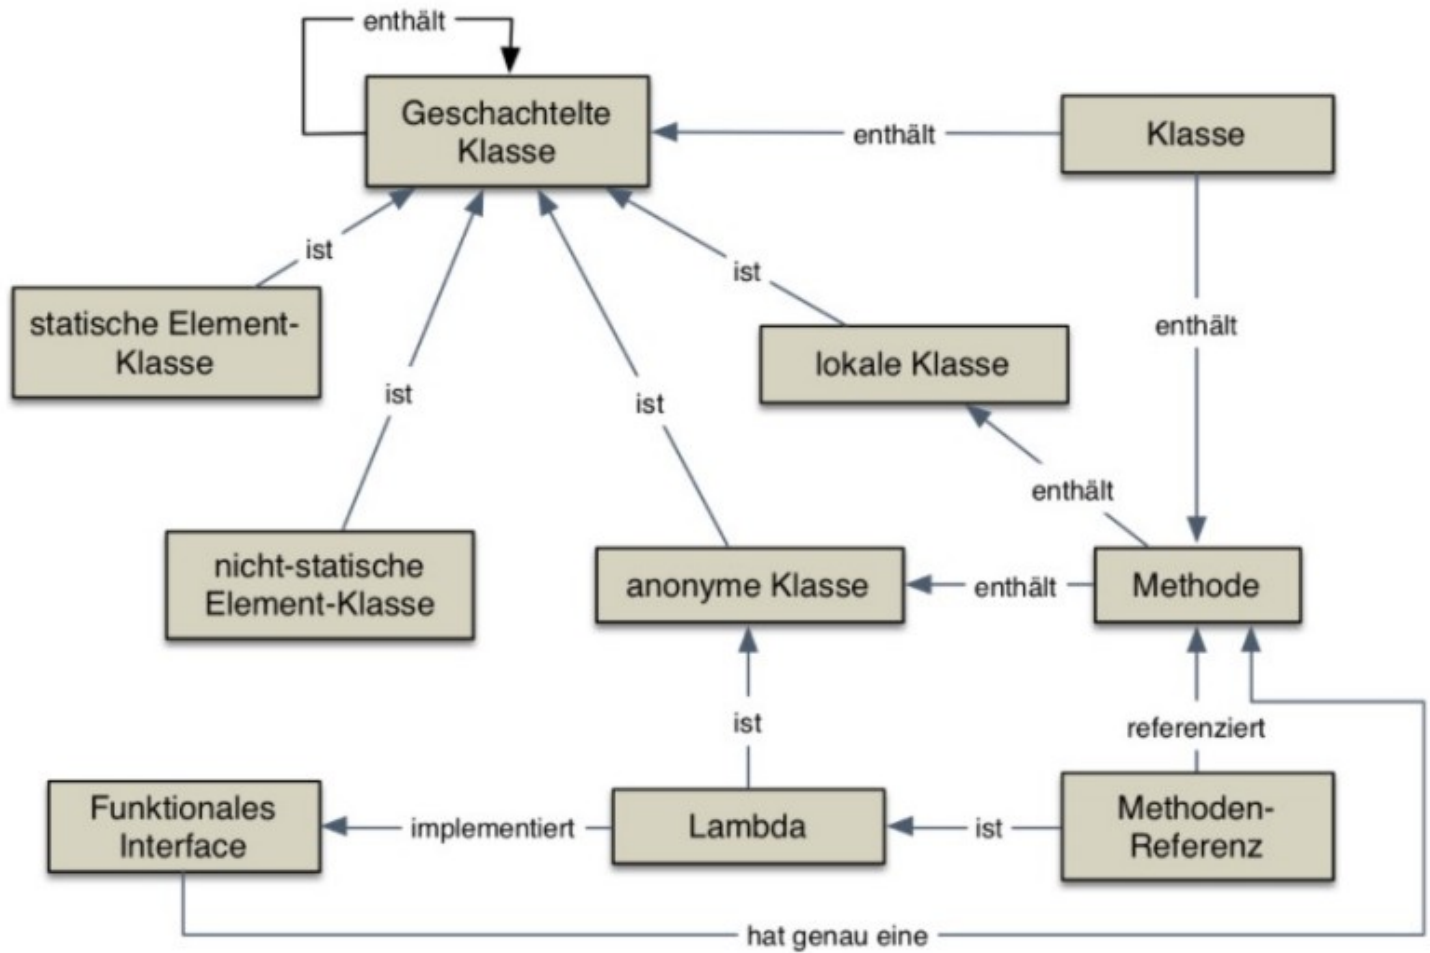 enthält
Geschachtelte
Klasse
enthält
Klasse
ist
ist
statische Element-
Klasse
enthält
lokale Klasse
ist
ist
enthält
nicht-statische
Element-Klasse
anonyme Klasse
enthält
Methode
ist
referenziert
Funktionales
Interface
implementiert
Lambda
ist
Methoden-
Referenz
hat genau eine